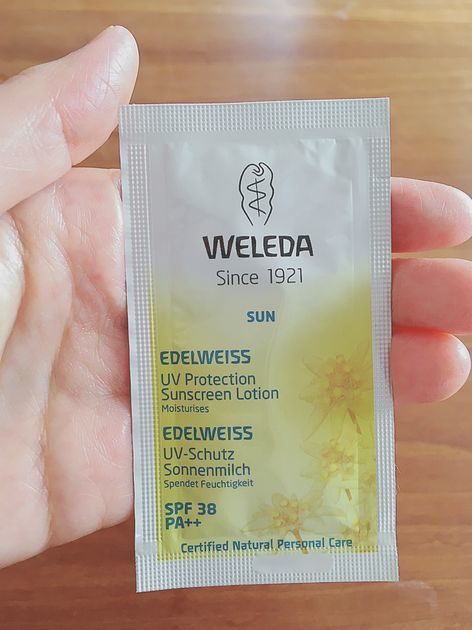 WELEDA
Since 1921
SUN
EDELWEISS
UV Protection
Sunscreen Lotion
Moisturises
EDELWEISS
UV-Schutz
Sonnenmilch
Spendet Feuchtigkeit
SPF 38
PA++
Certified Natural Personal Care